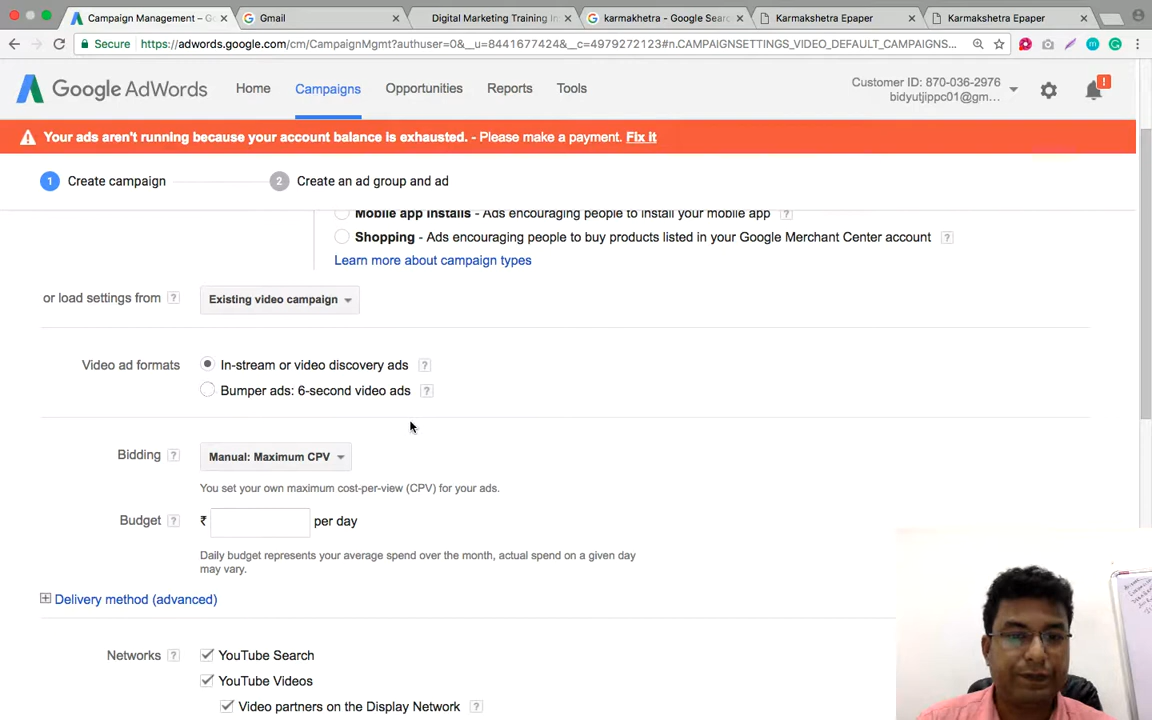 Campaign Management – Go
Gmail
Digital Marketing Training In
karmakhetra - Google Sear
Karmakshetra Epaper
Karmakshetra Epaper
Secure
https://adwords.google.com/cm/CampaignMgmt?authuser=0&__u=8441677424&__c=4979272123#n.CAMPAIGNSETTINGS_VIDEO_DEFAULT_CAMPAIGNS...
Google AdWords
Home
Campaigns
Opportunities
Reports
Tools
Customer ID: 870-036-2976
bidyutjippc01@gm...
!
Your ads aren't running because your account balance is exhausted. - Please make a payment. Fix it
1 Create campaign
2 Create an ad group and ad
Mobile app installs - Ads encouraging people to install your mobile app ?
Shopping - Ads encouraging people to buy products listed in your Google Merchant Center account ?
Learn more about campaign types
or load settings from ? Existing video campaign
Video ad formats
In-stream or video discovery ads ?
Bumper ads: 6-second video ads ?
Bidding ? Manual: Maximum CPV
You set your own maximum cost-per-view (CPV) for your ads.
Budget ? ₹ per day
Daily budget represents your average spend over the month, actual spend on a given day
may vary.
Delivery method (advanced)
Networks ? YouTube Search
YouTube Videos
Video partners on the Display Network ?